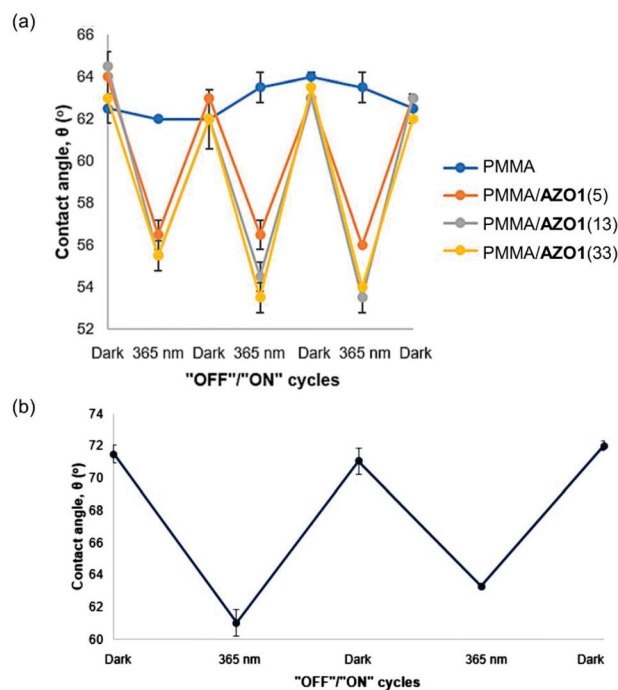 (a)
66
64
62
60
58
56
54
52
Contact angle, θ (º)
Dark 365 nm Dark 365 nm Dark 365 nm Dark
"OFF"/"ON" cycles
PMMA
PMMA/AZO1(5)
PMMA/AZO1(13)
PMMA/AZO1(33)
(b)
74
72
70
68
66
64
62
60
Contact angle, θ (º)
Dark 365 nm Dark 365 nm Dark
"OFF"/"ON" cycles